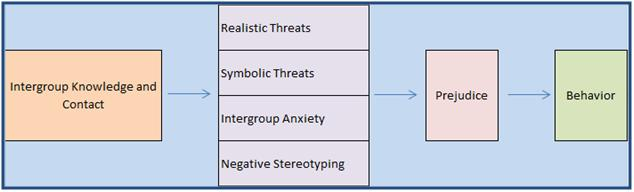 Intergroup Knowledge and
Contact
Realistic Threats
Symbolic Threats
Intergroup Anxiety
Negative Stereotyping
Prejudice
Behavior